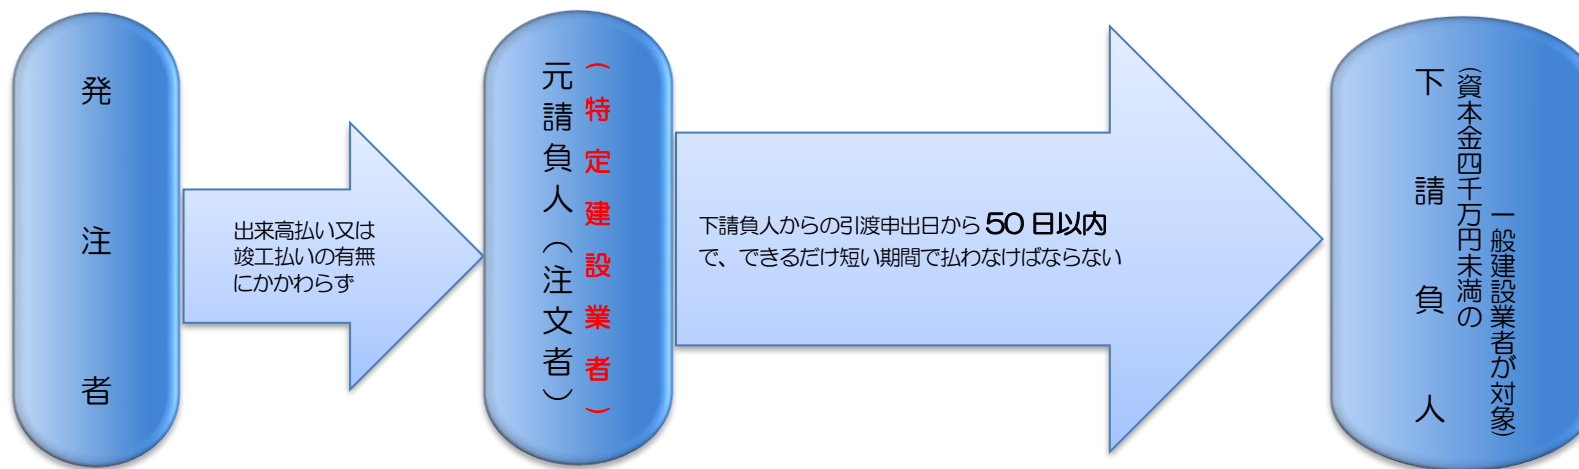 発注者
出来高払い又は
竣工払いの有無
にかかわらず
元請負人（注文者）
（特定建設業者）
下請負人からの引渡申出日から 50 日以内
で、できるだけ短い期間で払わなければならない
下請負人
（資本金四千万円未満の
一般建設業者が対象）